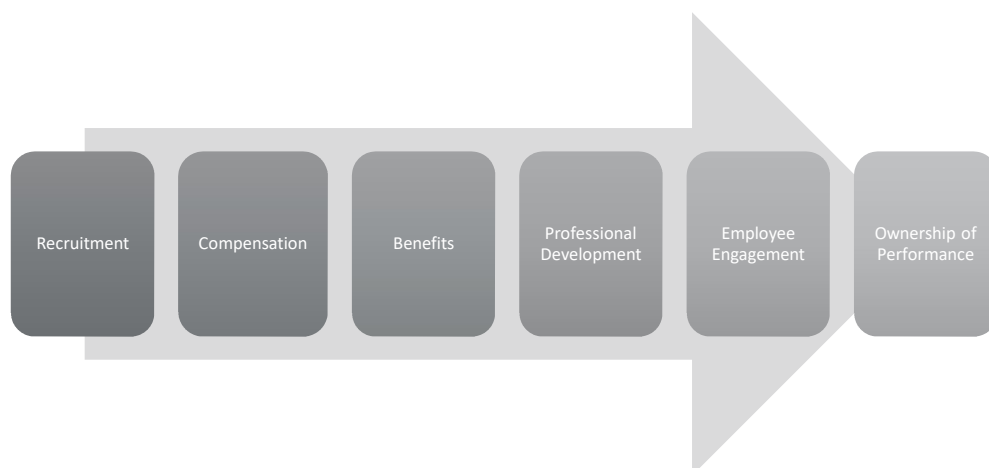 Recruitment
Compensation
Benefits
Professional
Development
Employee
Engagement
Ownership of
Performance